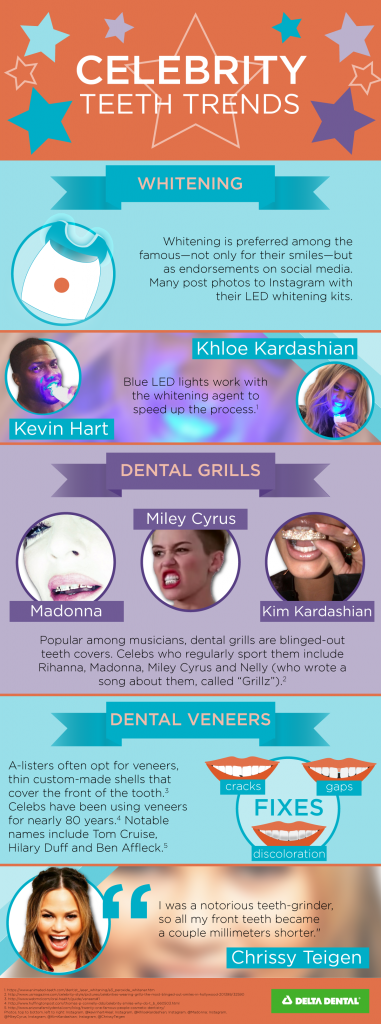 CELEBRITY
TEETH TRENDS
WHITENING
Whitening is preferred among the
famous—not only for their smiles—but
as endorsements on social media.
Many post photos to Instagram with
their LED whitening kits.
Khloe Kardashian
Blue LED lights work with
the whitening agent to
speed up the process.¹
Kevin Hart
DENTAL GRILLS
Miley Cyrus
Madonna
Kim Kardashian
Popular among musicians, dental grills are blinged-out
teeth covers. Celebs who regularly sport them include
Rihanna, Madonna, Miley Cyrus and Nelly (who wrote a
song about them, called “Grillz”).²
DENTAL VENEERS
A-listers often opt for veneers,
thin custom-made shells that
cover the front of the tooth.³
Celebs have been using veneers
for nearly 80 years.⁴ Notable
names include Tom Cruise,
Hilary Duff and Ben Affleck.⁵
cracks
gaps
FIXES
discoloration
“
I was a notorious teeth-grinder,
so all my front teeth became
a couple millimeters shorter."
Chrissy Teigen
DELTA DENTAL